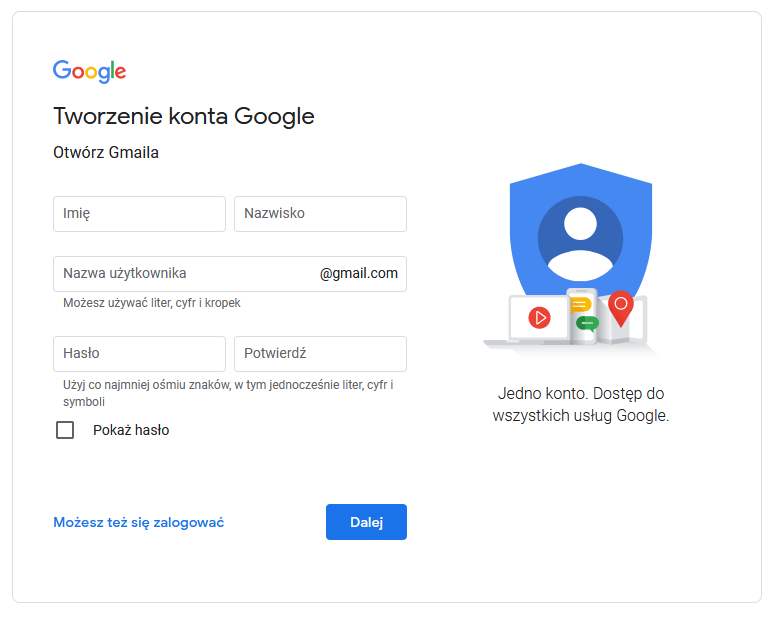 Google
Tworzenie konta Google
Otwórz Gmaila
Imię
Nazwisko
Nazwa użytkownika
@gmail.com
Możesz używać liter, cyfr i kropek
Hasło
Potwierdź
Użyj co najmniej ośmiu znaków, w tym jednocześnie liter, cyfr i
symboli
Pokaż hasło
Możesz też się zalogować
Dalej
Jedno konto. Dostęp do
wszystkich usług Google.